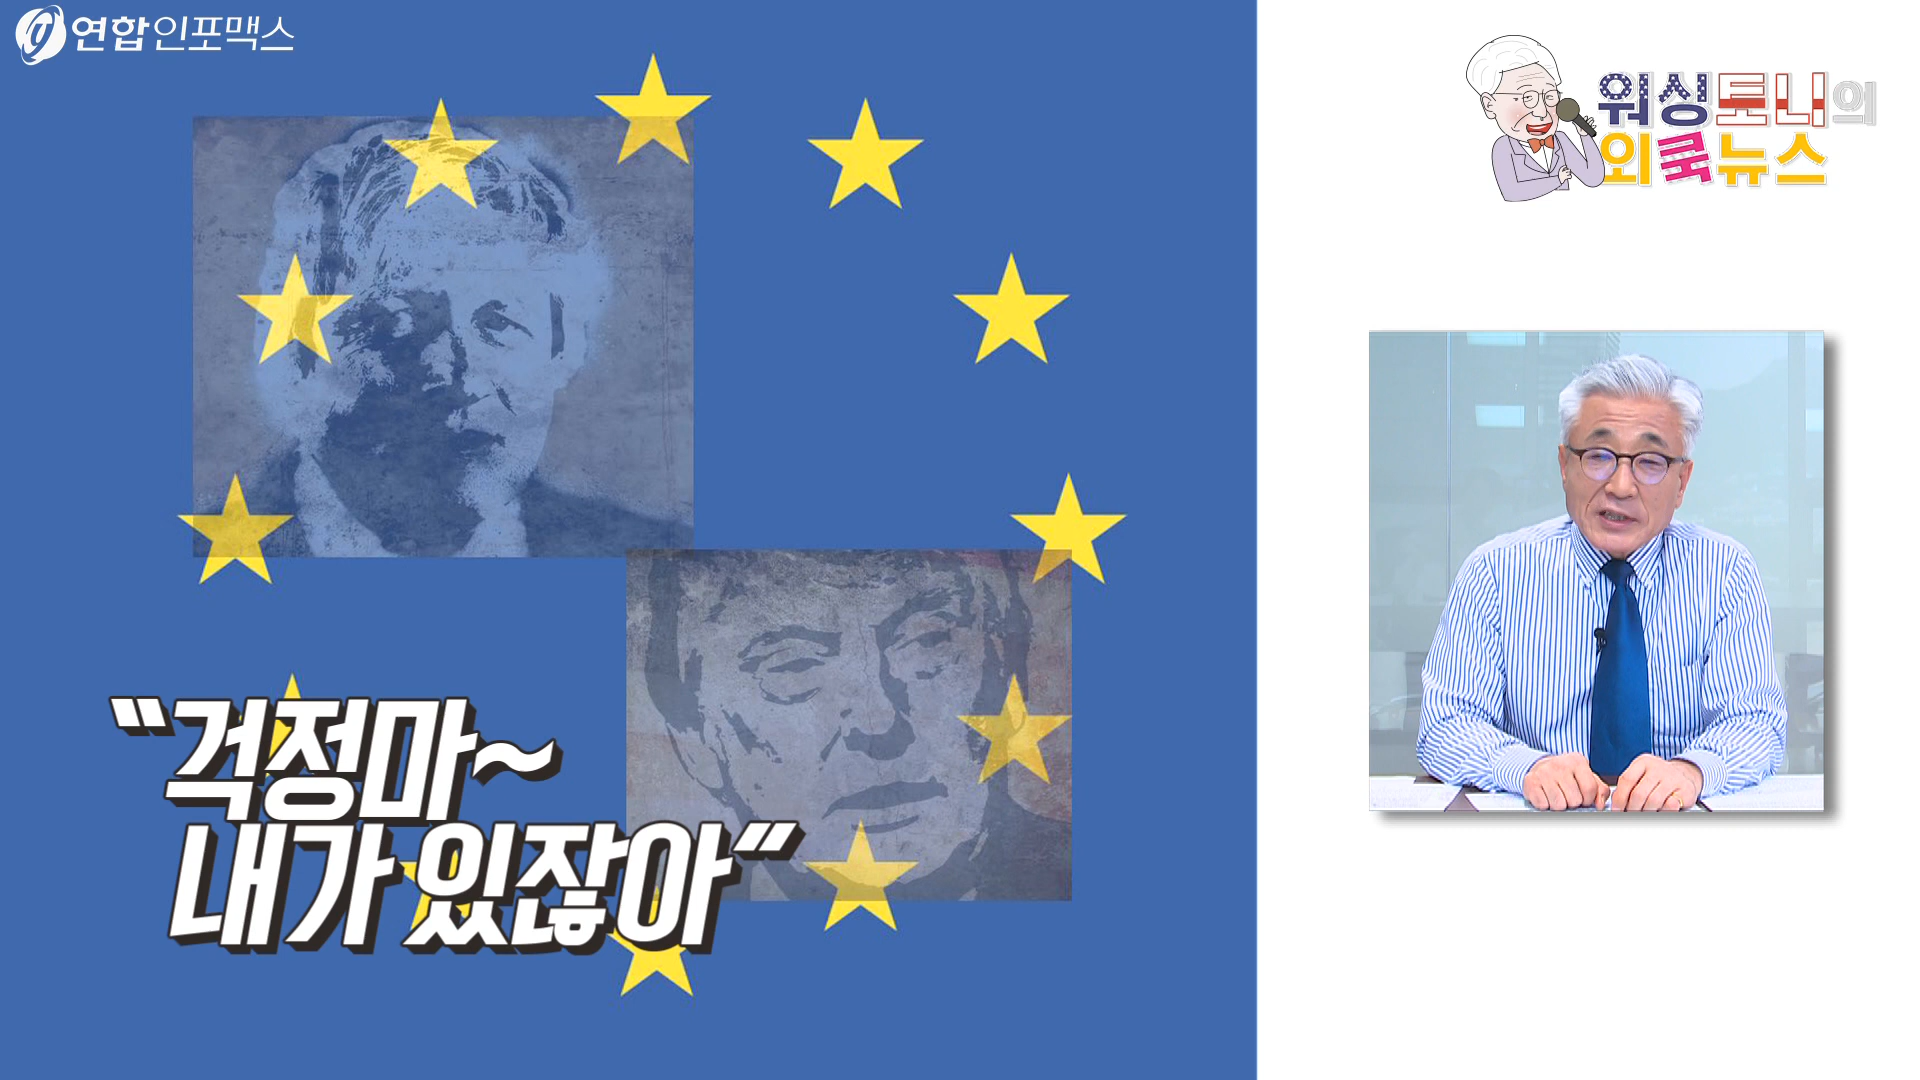 연합인포맥스
워싱토니의
외쿡뉴스
“걱정마~
내가 있잖아”